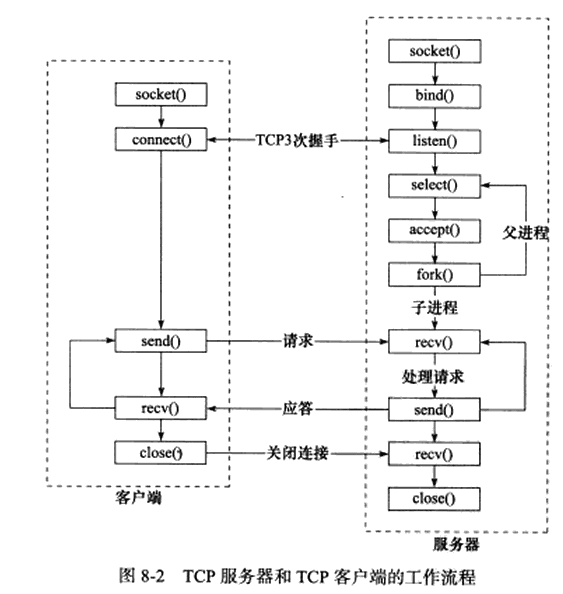 socket()
connect()
send()
recv()
close()
客户端
TCP3次握手
请求
应答
关闭连接
socket()
bind()
listen()
select()
accept()
fork()
父进程
子进程
recv()
处理请求
send()
recv()
close()
服务器
图 8-2 TCP 服务器和 TCP 客户端的工作流程